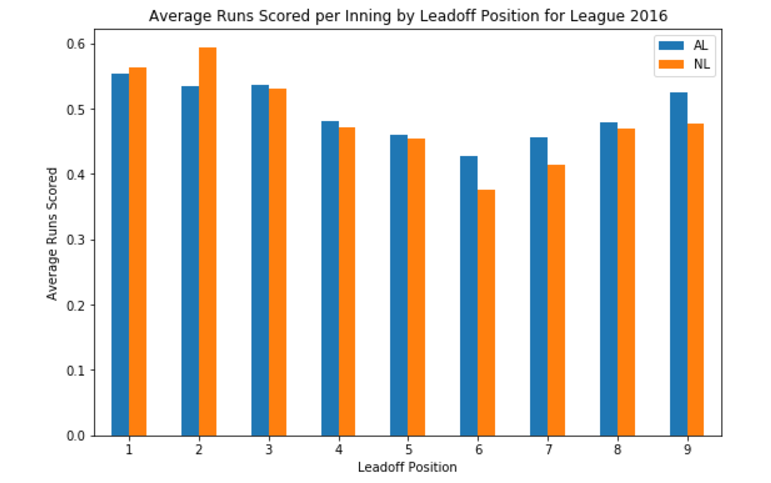 Average Runs Scored per Inning by Leadoff Position for League 2016
AL
NL
0.6
0.5
0.4
0.3
0.2
0.1
0.0
Average Runs Scored
1 2 3 4 5 6 7 8 9
Leadoff Position